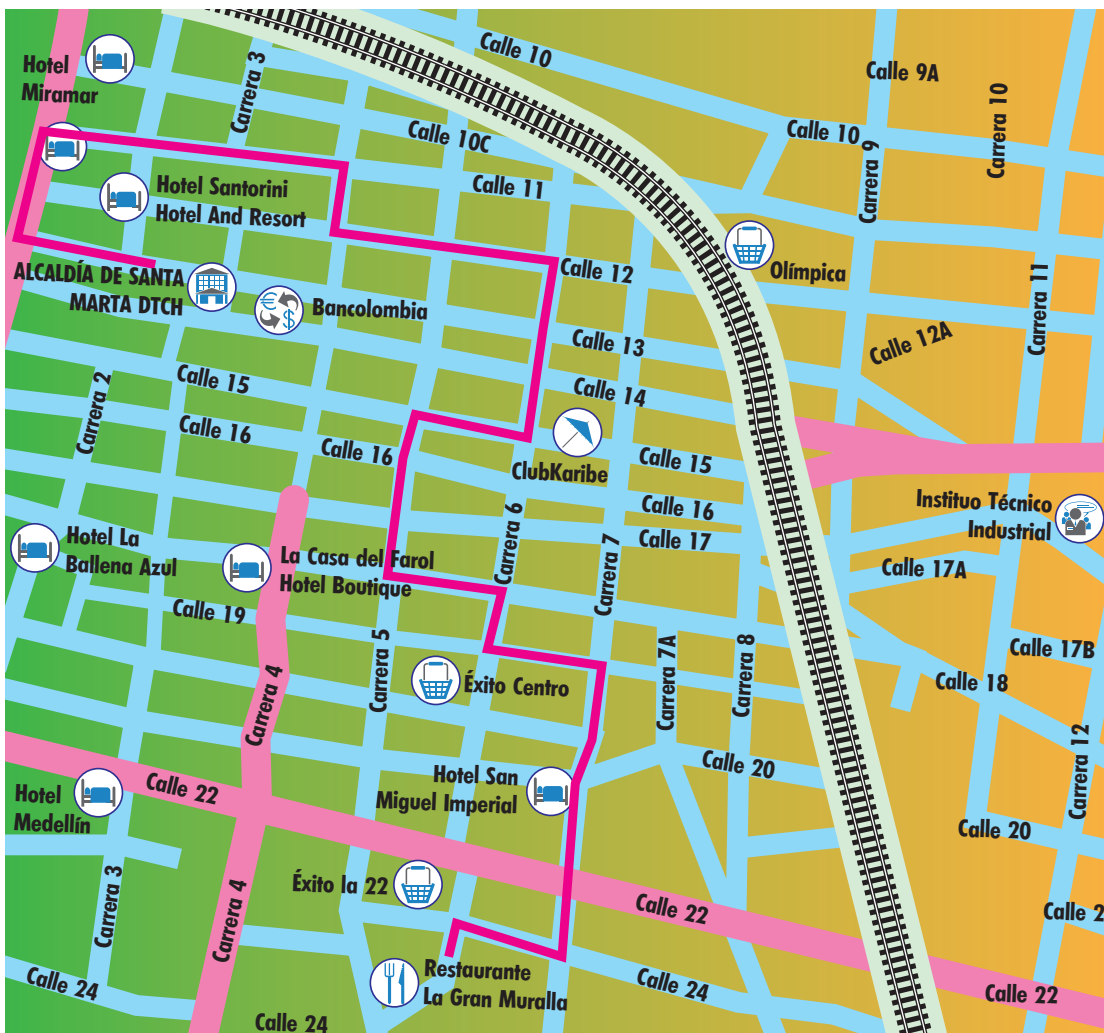 Calle 10
Calle 9A
Hotel
Miramar
Carrera 3
Carrera 10
Calle 10C
Calle 10
Carrera 9
Calle 11
Hotel Santorini
Hotel And Resort
Calle 12
Olímpica
Carrera 11
ALCALDÍA DE SANTA
MARTA DTCH
Bancolombia
€
$
Calle 13
Calle 12A
Calle 15
Calle 14
Carrera 2
Calle 16
Calle 16
ClubKaribe
Calle 15
Calle 16
Instituo Técnico
Industrial
Calle 17
Carrera 6
Hotel La
Ballena Azul
La Casa del Farol
Hotel Boutique
Carrera 7
Calle 17A
Calle 19
Carrera 5
Carrera 7A
Carrera 8
Calle 17B
Éxito Centro
Calle 18
Carrera 4
Carrera 12
Calle 20
Hotel San
Miguel Imperial
Calle 22
Hotel
Medellín
Calle 20
Éxito la 22
Carrera 3
Carrera 4
Calle 22
Calle 2
Restaurante
La Gran Muralla
Calle 24
Calle 24
Calle 22
Calle 24